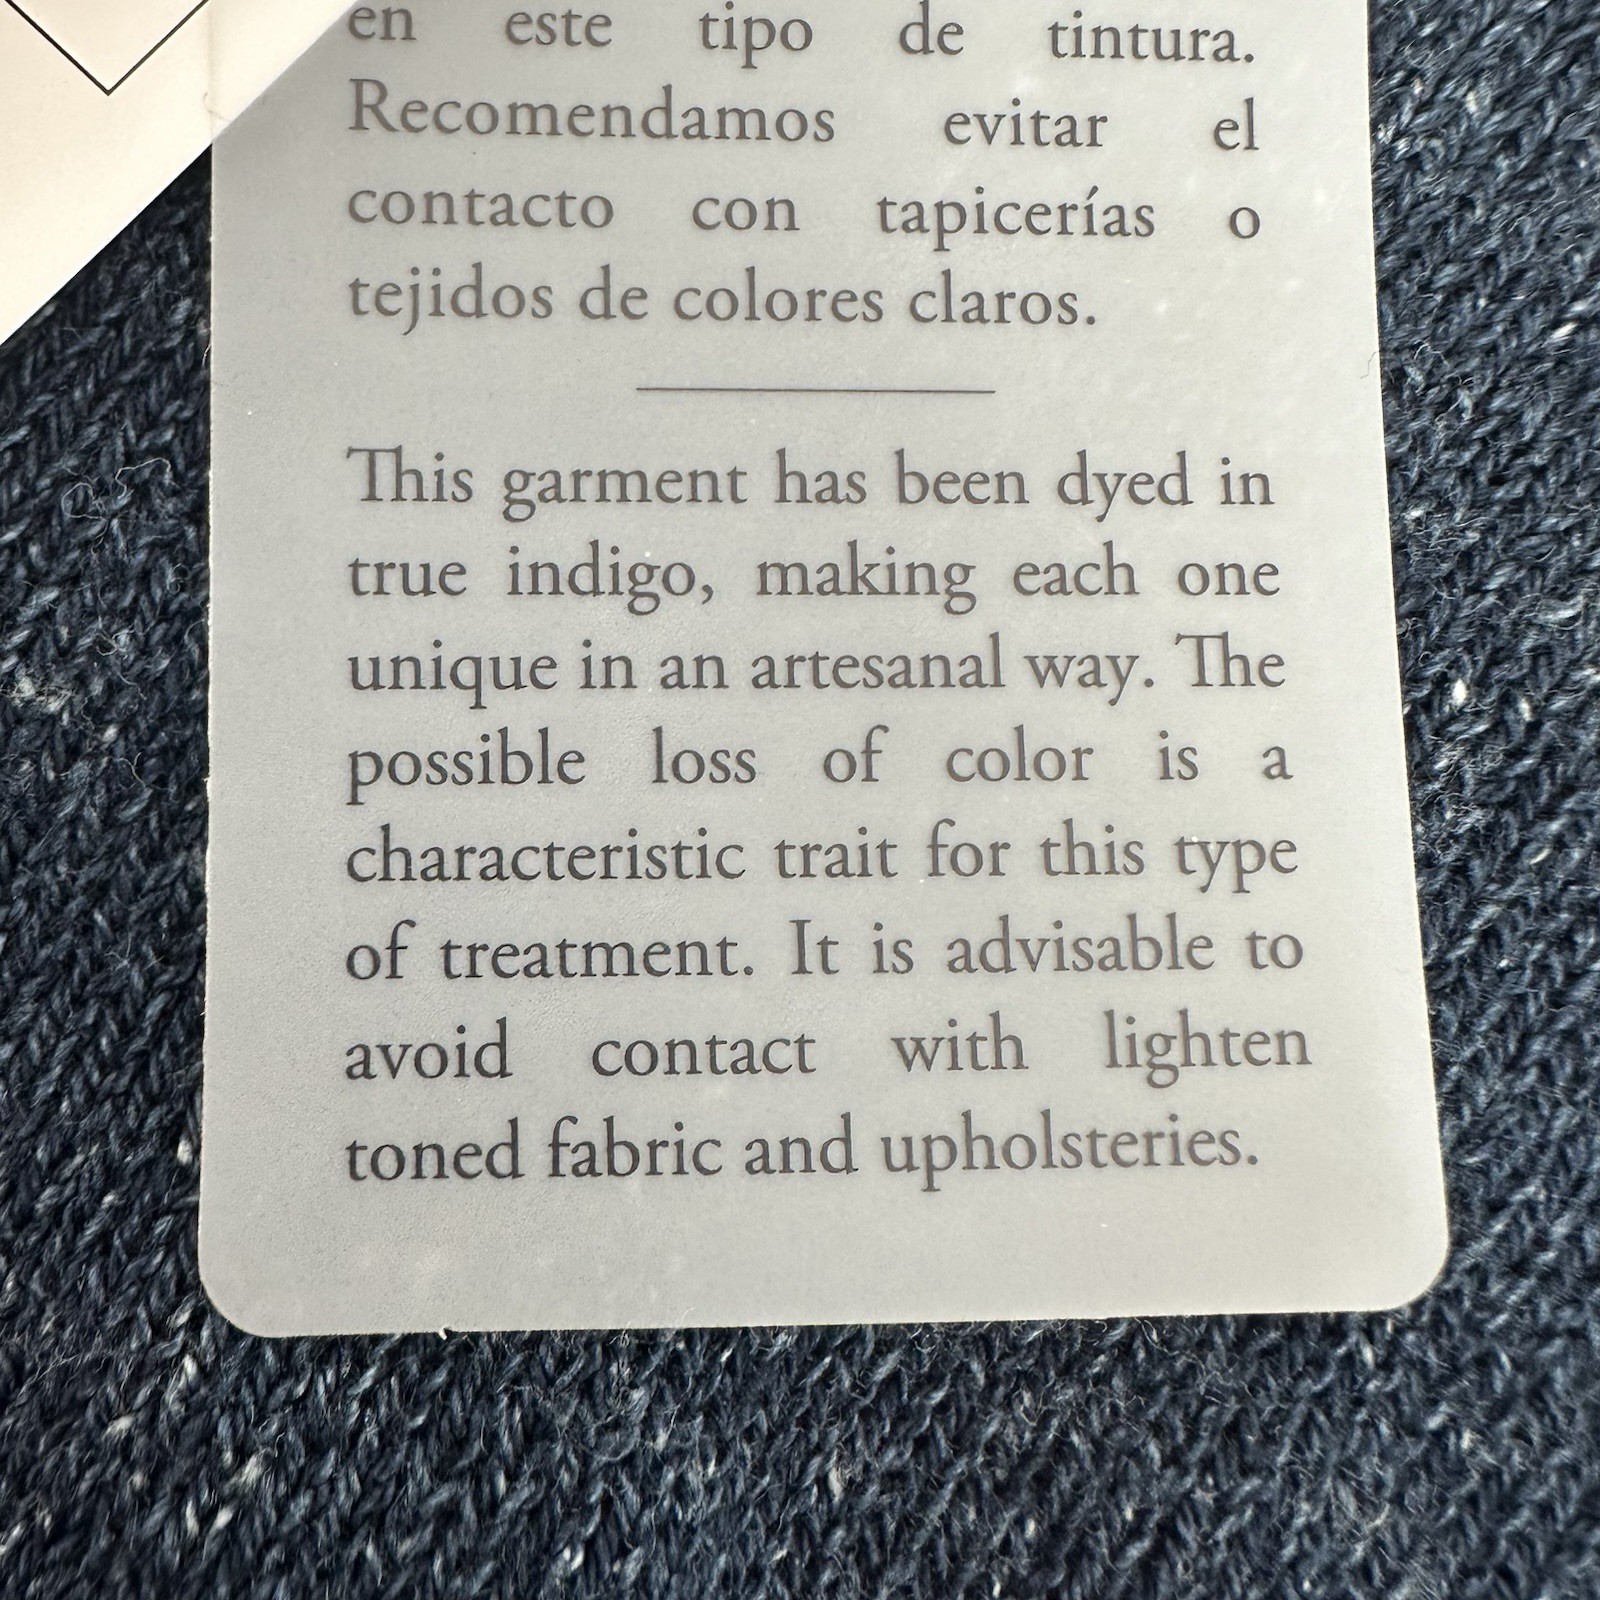 en este tipo de tintura.
Recomendamos evitar el
contacto con tapicerías o
tejidos de colores claros.
This garment has been dyed in
true indigo, making each one
unique in an artesanal way. The
possible loss of color is a
characteristic trait for this type
of treatment. It is advisable to
avoid contact with lighten
toned fabric and upholsteries.